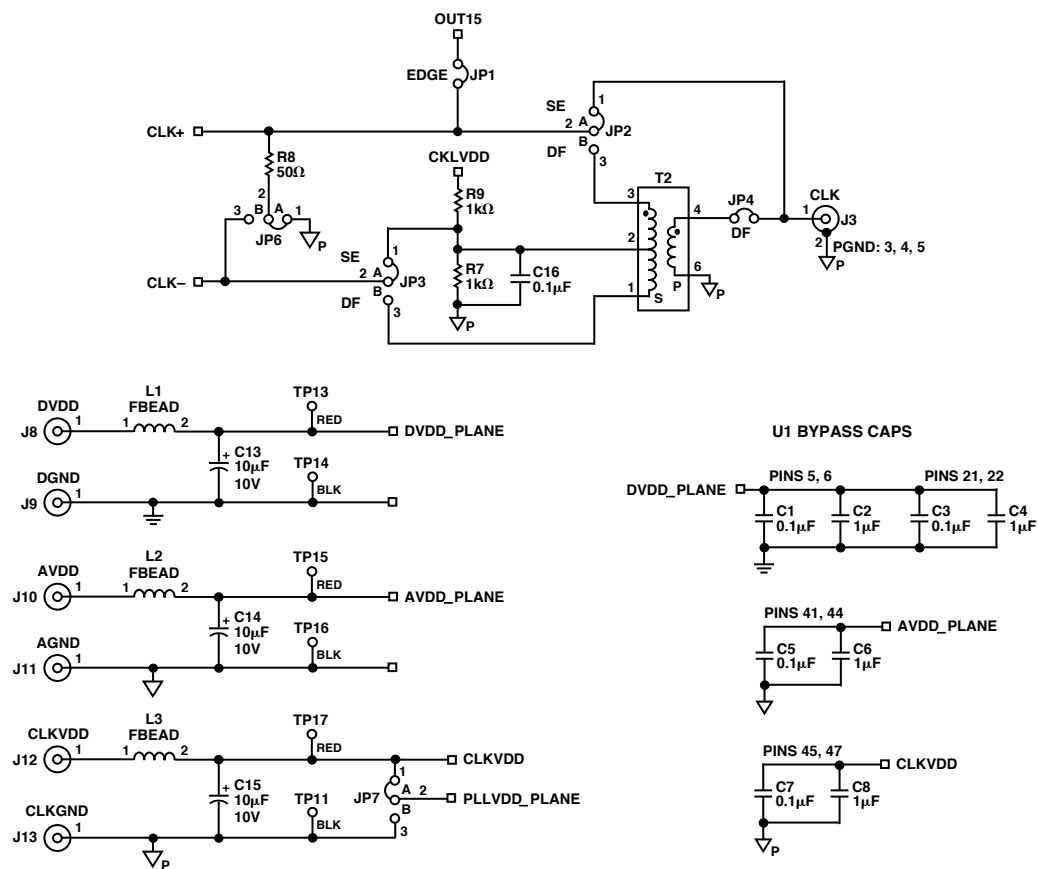 OUT15
EDGE JP1
SE 1
CLK+ 2 A JP2
B
DF 3
R8
50Ω
CKLVDD
R9
1kΩ
T2
3 4
JP4
DF
CLK
1 J3
2 PGND: 3, 4, 5
P
2
3 B A 1
JP6
P
SE 1
2 A JP3
B
DF 3
CLK–
R7
1kΩ
C16
0.1µF
P
2
1
S P
6
P
DVDD
J8 1
L1
FBEAD
1 2
TP13
RED
DVDD_PLANE
+ C13
10µF
10V
DGND
J9 1
TP14
BLK
AVDD
J10 1
L2
FBEAD
1 2
TP15
RED
AVDD_PLANE
+ C14
10µF
10V
AGND
J11 1
TP16
BLK
CLKVDD
J12 1
L3
FBEAD
1 2
TP17
RED
CLKVDD
+ C15
10µF
10V
1
JP7 A 2 PLLVDD_PLANE
B
3
CLKGND
J13 1
TP11
BLK
P
U1 BYPASS CAPS
PINS 5, 6 PINS 21, 22
DVDD_PLANE
C1
0.1µF
C2
1µF
C3
0.1µF
C4
1µF
PINS 41, 44
AVDD_PLANE
C5
0.1µF
C6
1µF
PINS 45, 47
CLKVDD
C7
0.1µF
C8
1µF
P